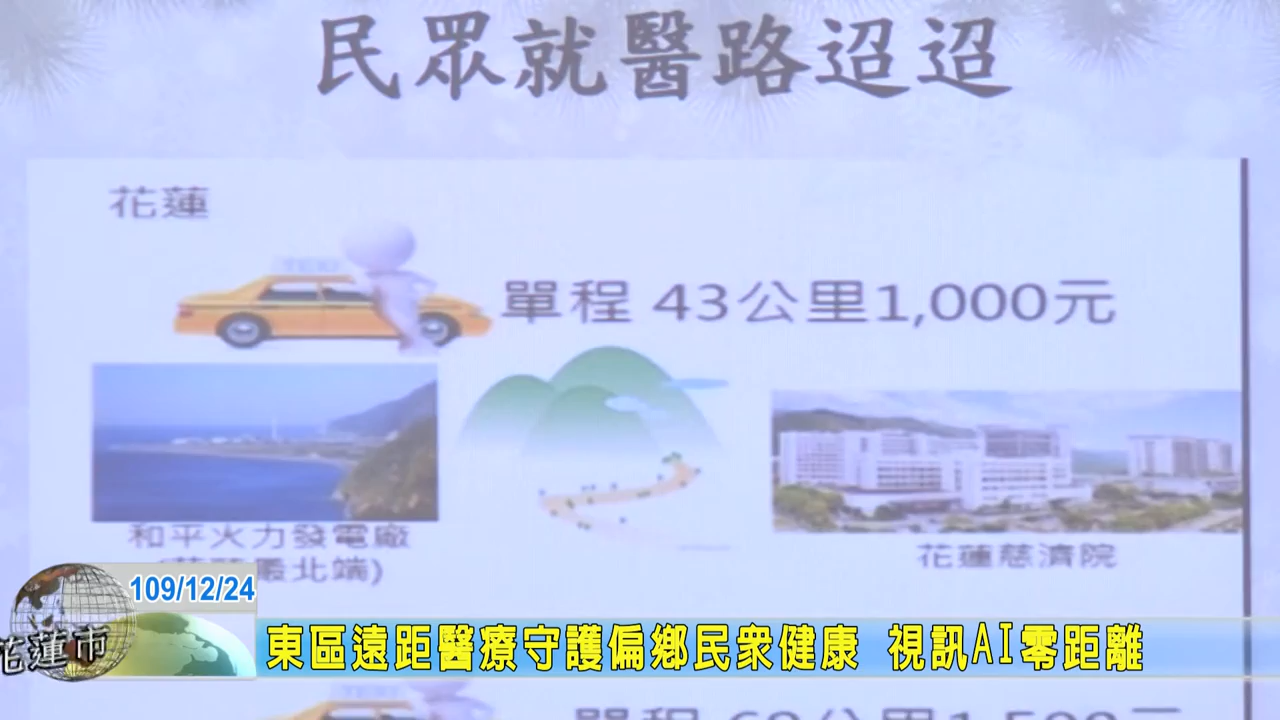 民眾就醫路迢迢
花蓮
單程 43公里1,000元
和平火力發電廠
最北端)
花蓮慈濟院
109/12/24
花蓮市
東區遠距醫療守護偏鄉民眾健康 視訊AI零距離